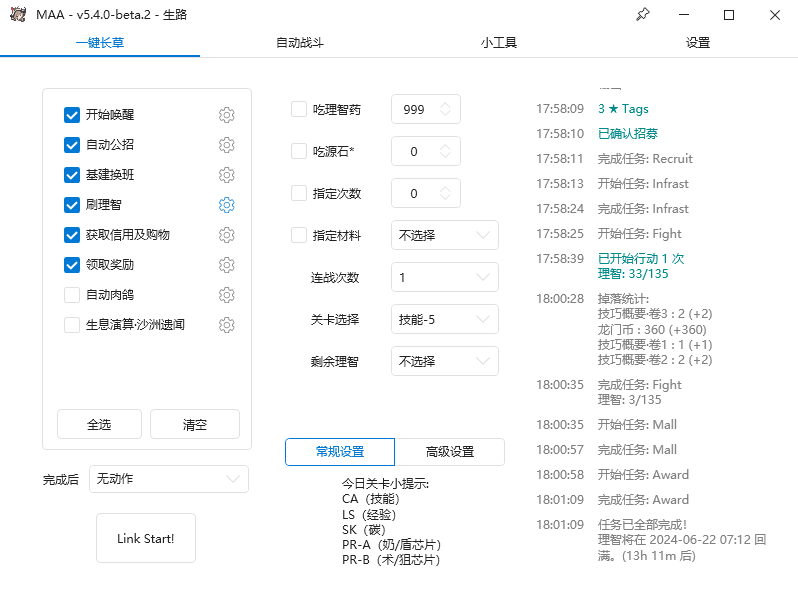 MAA - v5.4.0-beta.2 - 生路
一键长草 自动战斗 小工具 设置
开始唤醒
自动公招
基建换班
刷理智
获取信用及购物
领取奖励
自动肉鸽
生息演算·沙洲遗闻
全选 清空
完成后 无动作
Link Start!
吃理智药 999
吃源石* 0
指定次数 0
指定材料 不选择
连战次数 1
关卡选择 技能-5
剩余理智 不选择
常规设置 高级设置
今日关卡小提示:
CA（技能）
LS（经验）
SK（碳）
PR-A（奶/盾芯片）
PR-B（术/狙芯片）
17:58:09 3 ★ Tags
17:58:10 已确认招募
17:58:11 完成任务: Recruit
17:58:13 开始任务: Infrast
17:58:24 完成任务: Infrast
17:58:25 开始任务: Fight
17:58:39 已开始行动 1 次
理智: 33/135
18:00:28 掉落统计:
技巧概要·卷3 : 2 (+2)
龙门币 : 360 (+360)
技巧概要·卷1 : 1 (+1)
技巧概要·卷2 : 2 (+2)
18:00:35 完成任务: Fight
理智: 3/135
18:00:35 开始任务: Mall
18:00:57 完成任务: Mall
18:00:58 开始任务: Award
18:01:09 完成任务: Award
18:01:09 任务已全部完成！
理智将在 2024-06-22 07:12 回
满。(13h 11m 后)